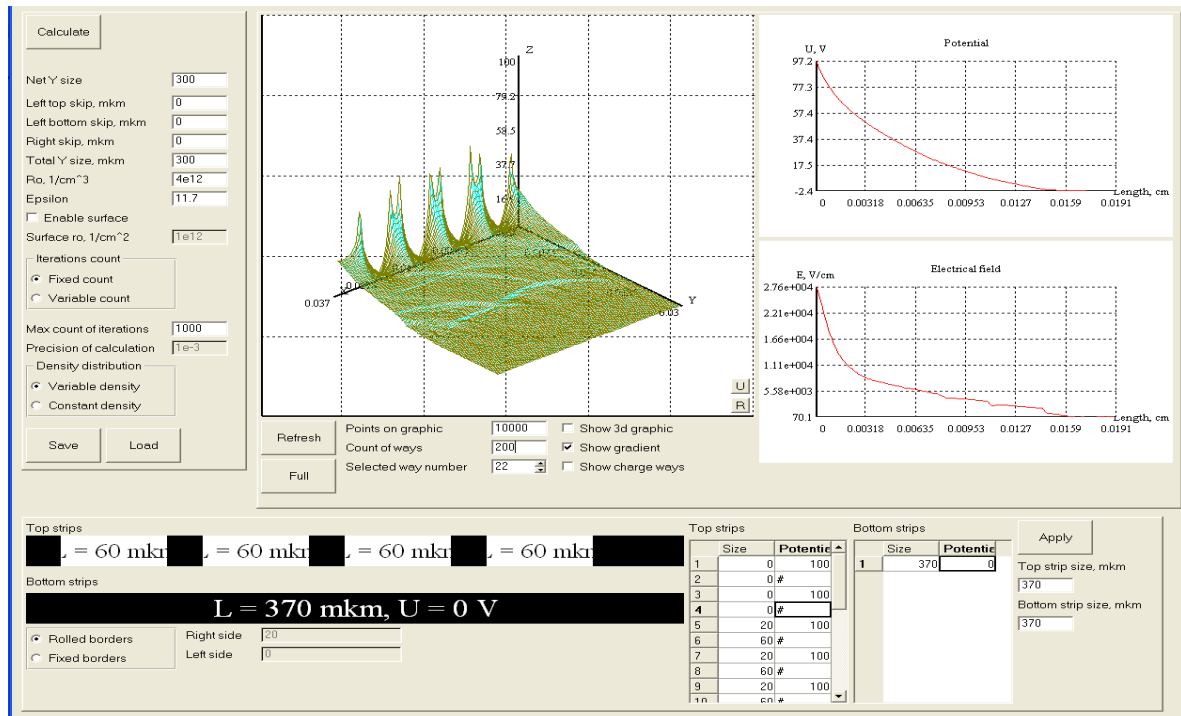 Calculate
Net Y size 300
Left top skip, mkm 0
Left bottom skip, mkm 0
Right skip, mkm 0
Total Y size, mkm 300
Ro, 1/cm^3 4e12
Epsilon 11.7
Enable surface
Surface ro, 1/cm^2 1e12
Iterations count
Fixed count
Variable count
Max count of iterations 1000
Precision of calculation 1e-3
Density distribution
Variable density
Constant density
Save Load
Z
100
79.2
58.5
37.7
0.037
Y
0.03
U
R
Refresh
Full
Points on graphic 10000 Show 3d graphic
Count of ways 200 Show gradient
Selected way number 22 Show charge ways
Potential
U, V
97.2
77.3
57.4
37.4
17.5
-2.4
Length, cm
0 0.00318 0.00635 0.00953 0.0127 0.0159 0.0191
Electrical field
E, V/cm
2.76e+004
2.21e+004
1.66e+004
1.11e+004
5.58e+003
70.1
Length, cm
0 0.00318 0.00635 0.00953 0.0127 0.0159 0.0191
Top strips
= 60 mkm = 60 mkm = 60 mkm = 60 mkm
Bottom strips
L = 370 mkm, U = 0 V
Rolled borders
Fixed borders
Right side 20
Left side 0
Top strips
Size Potentic
1 0 100
2 0 #
3 0 100
4 0 #
5 20 100
6 60 #
7 20 100
8 60 #
9 20 100
10 60 #
Bottom strips
Size Potentic
1 370 0
Apply
Top strip size, mkm
370
Bottom strip size, mkm
370